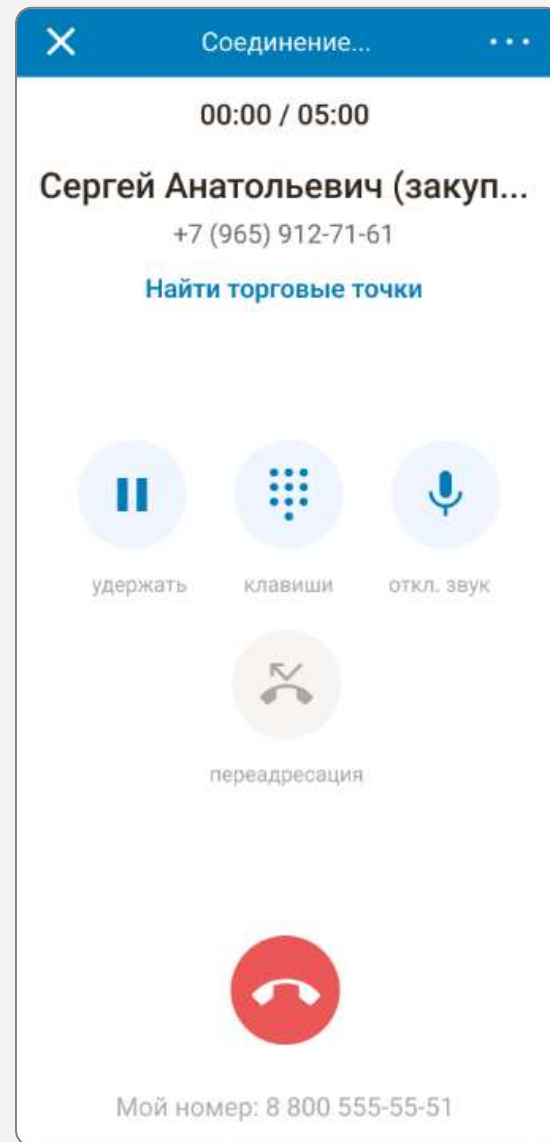 Соединение...
00:00 / 05:00
Сергей Анатольевич (закуп...
+7 (965) 912-71-61
Найти торговые точки
удержать клавиши откл. звук
переадресация
Мой номер: 8 800 555-55-51